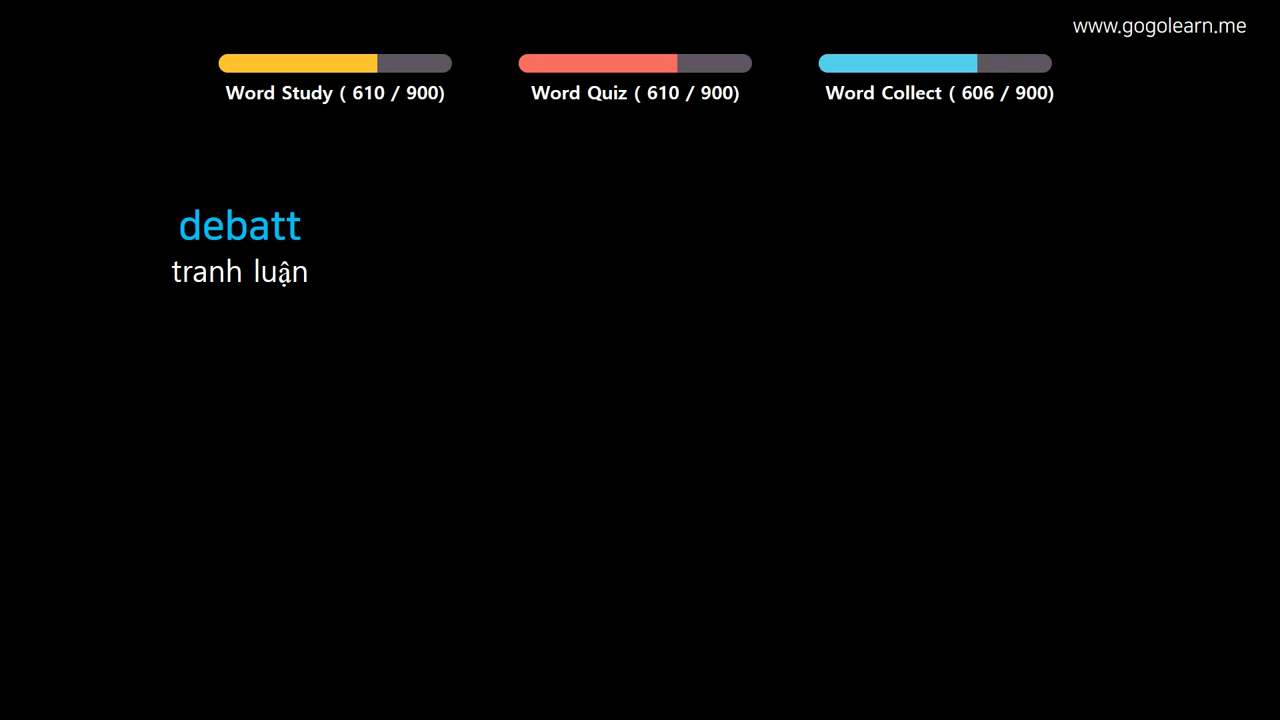 www.gogolearn.me
Word Study ( 610 / 900)
Word Quiz ( 610 / 900)
Word Collect ( 606 / 900)
debatt
tranh luận